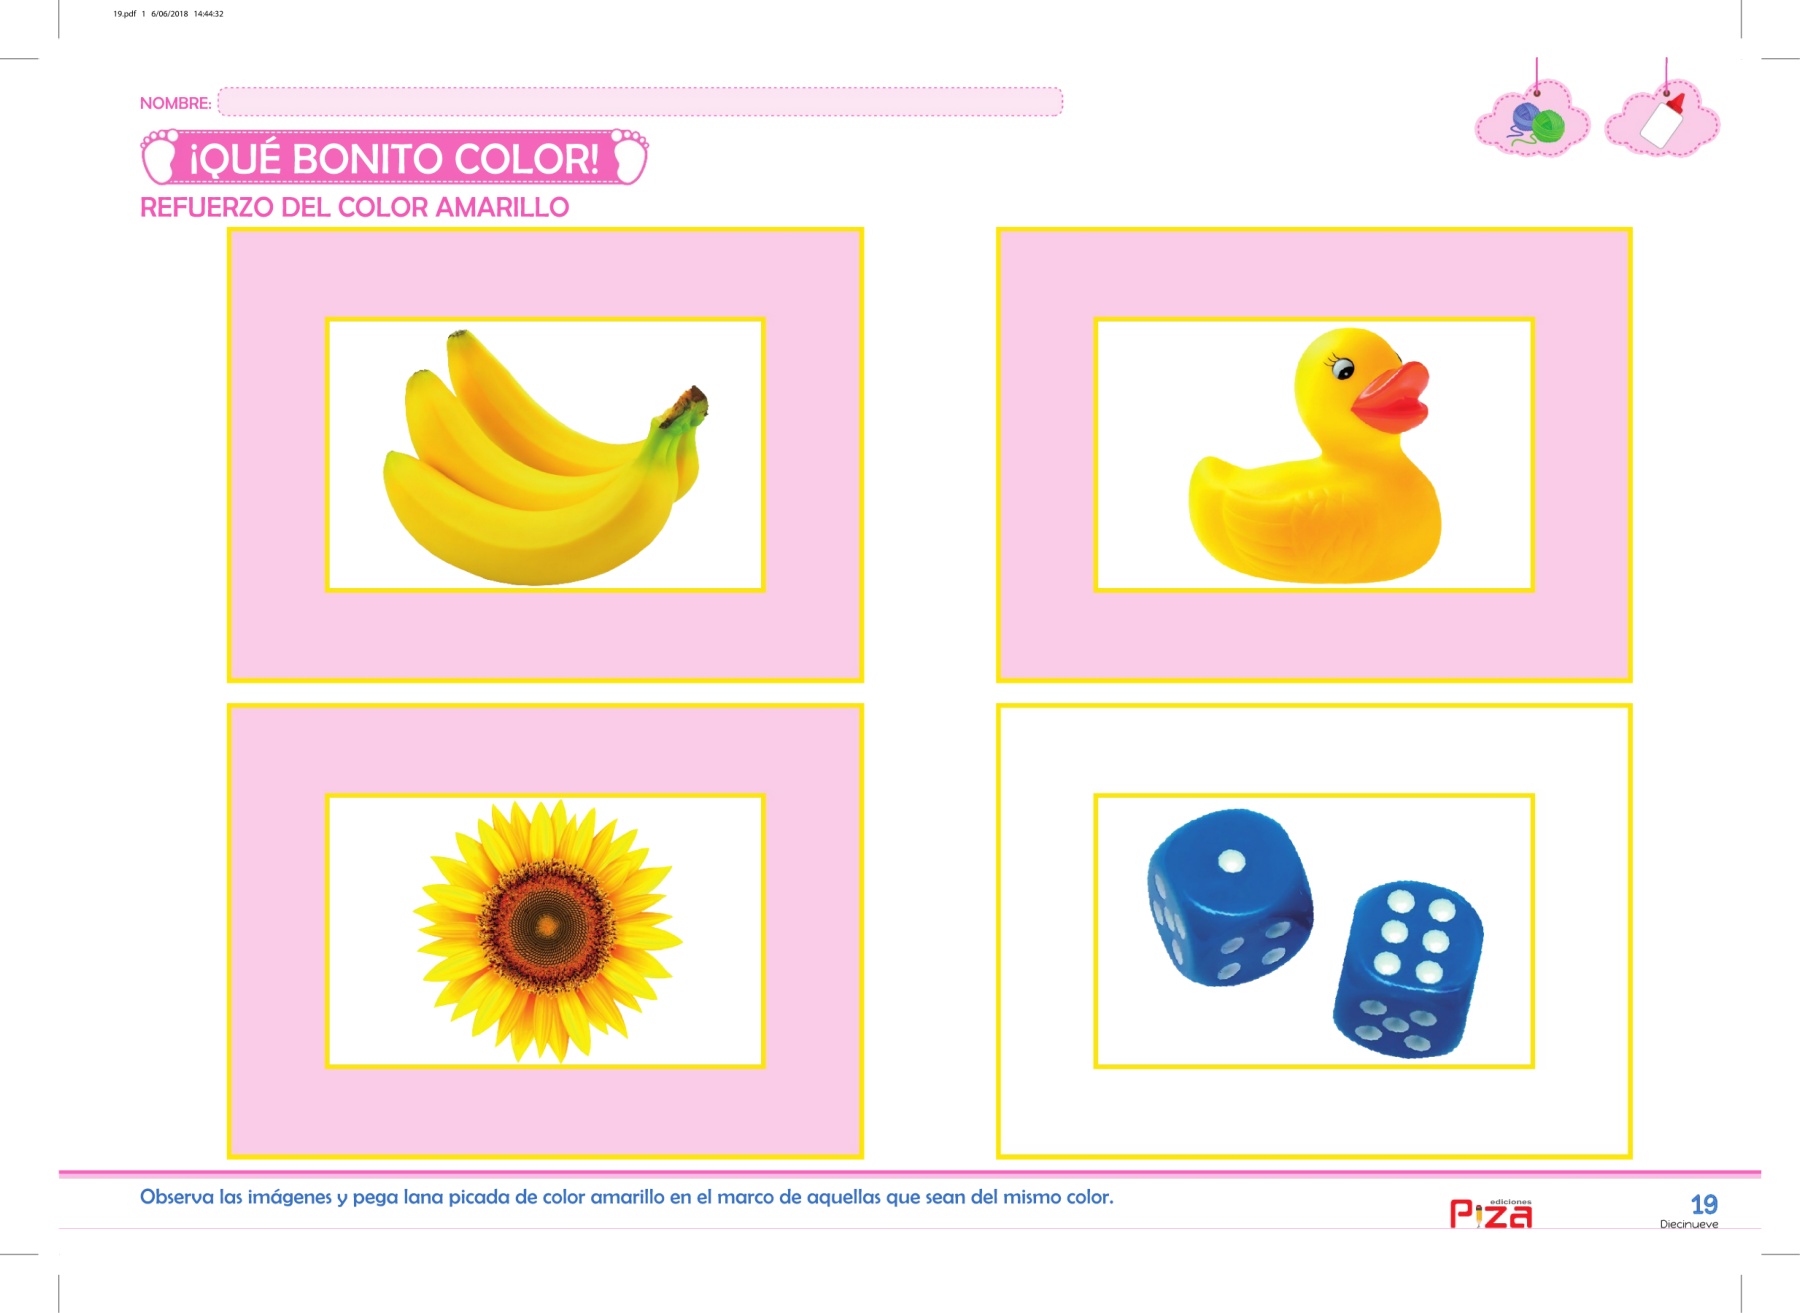 19.pdf 1 6/06/2018 14:44:32
NOMBRE:
¡QUÉ BONITO COLOR!
REFUERZO DEL COLOR AMARILLO
Observa las imágenes y pega lana picada de color amarillo en el marco de aquellas que sean del mismo color.
ediciones
Piza
19
Diecinueve